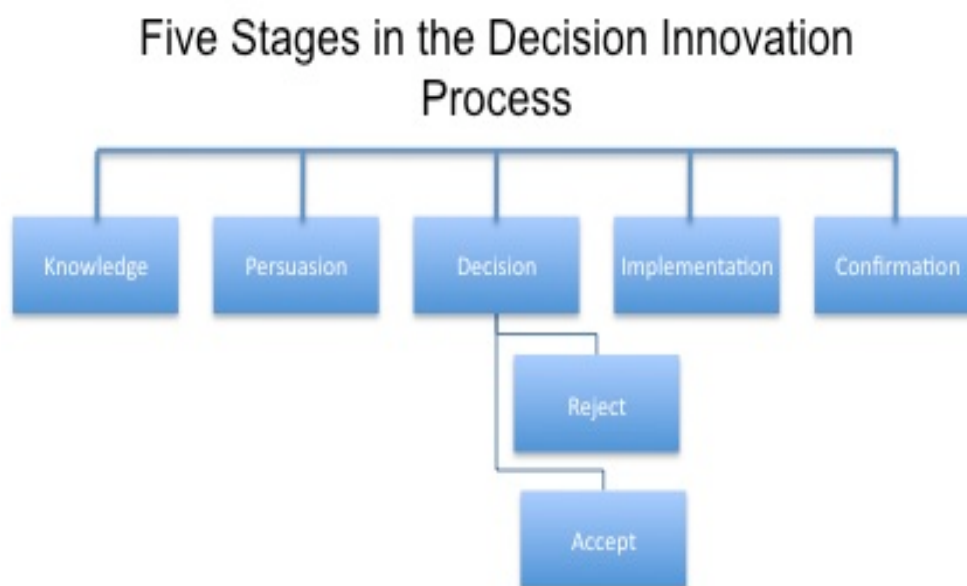 Five Stages in the Decision Innovation
Process
Knowledge
Persuasion
Decision
Implementation
Confirmation
Reject
Accept